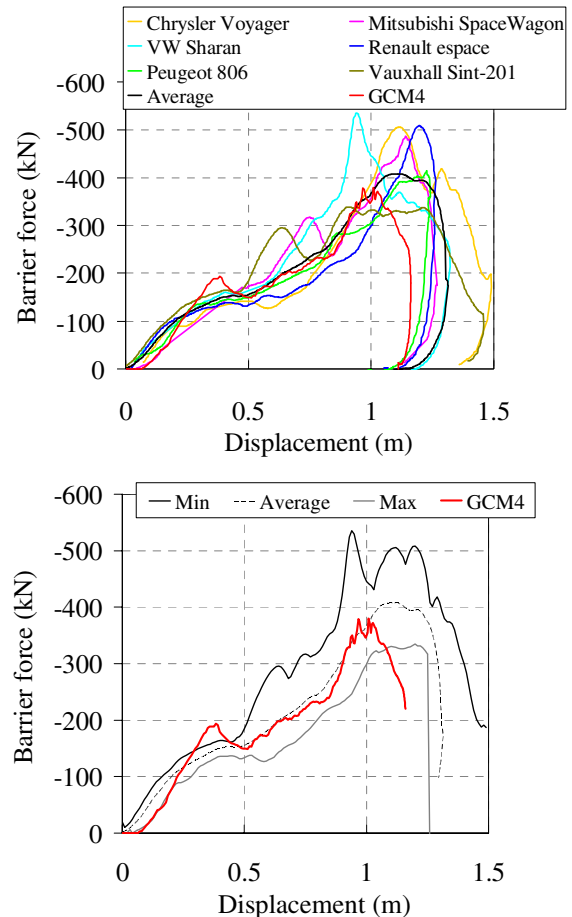 Chrysler Voyager Mitsubishi SpaceWagon
VW Sharan Renault espace
Peugeot 806 Vauxhall Sint-201
Average GCM4
-600
-500
-400
-300
-200
-100
0
Barrier force (kN)
0 0.5 1 1.5
Displacement (m)
Min Average Max GCM4
-600
-500
-400
-300
-200
-100
0
Barrier force (kN)
0 0.5 1 1.5
Displacement (m)